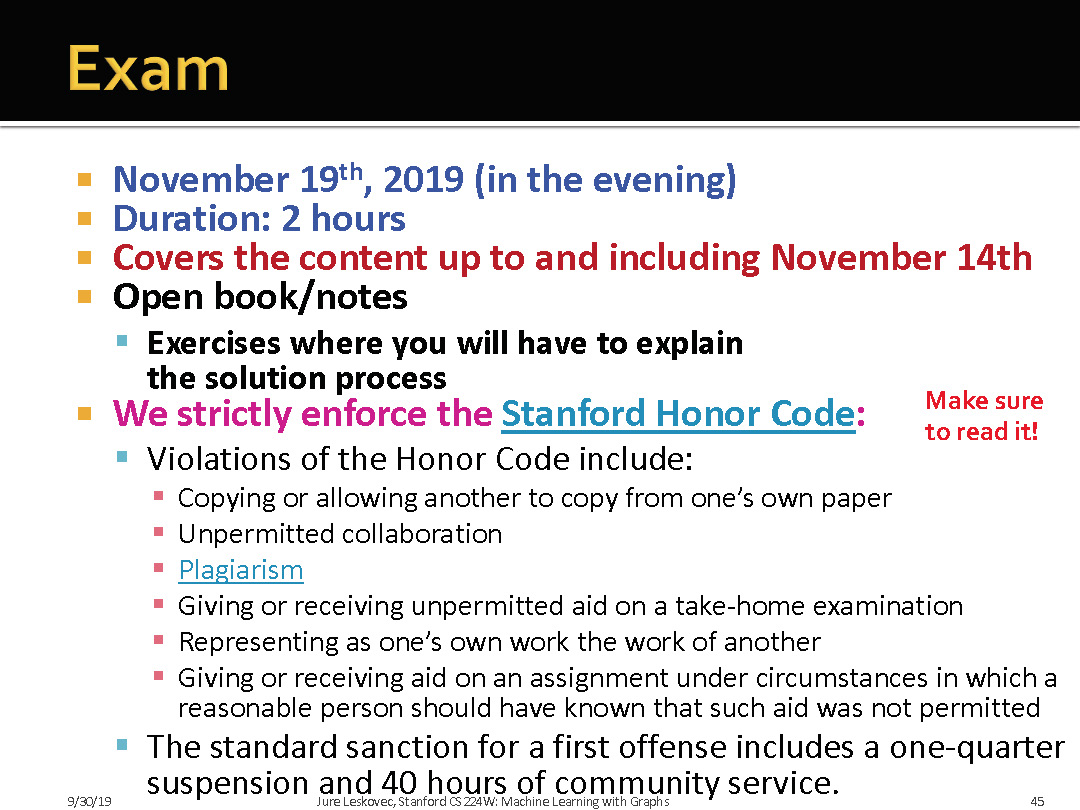 Exam
November 19th, 2019 (in the evening)
Duration: 2 hours
Covers the content up to and including November 14th
Open book/notes
Exercises where you will have to explain
the solution process
We strictly enforce the Stanford Honor Code:
Make sure
to read it!
Violations of the Honor Code include:
Copying or allowing another to copy from one’s own paper
Unpermitted collaboration
Plagiarism
Giving or receiving unpermitted aid on a take-home examination
Representing as one’s own work the work of another
Giving or receiving aid on an assignment under circumstances in which a
reasonable person should have known that such aid was not permitted
The standard sanction for a first offense includes a one-quarter
suspension and 40 hours of community service.
9/30/19
Jure Leskovec, Stanford CS224W: Machine Learning with Graphs
45